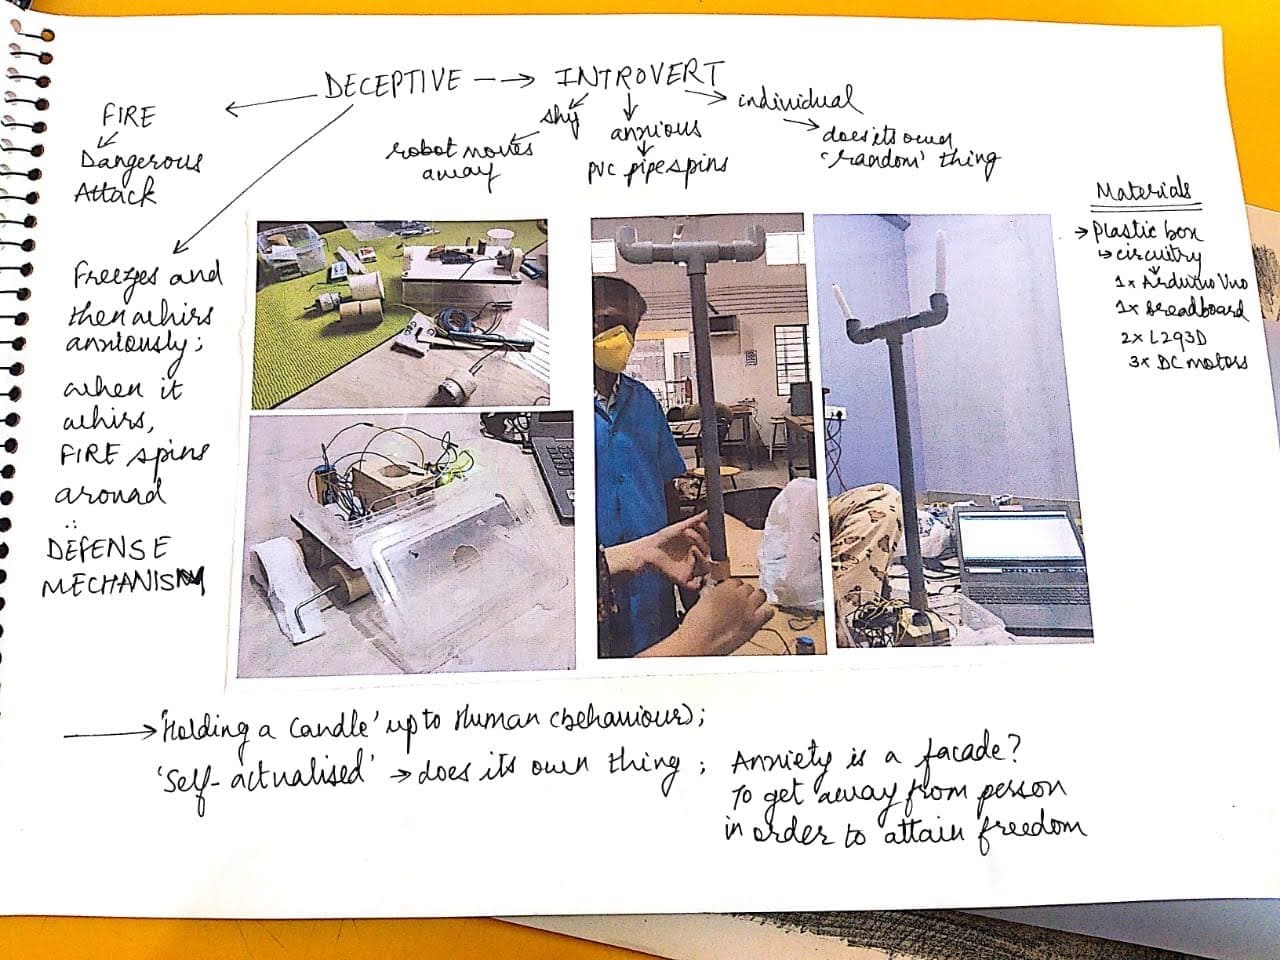 DECEPTIVE --→ INTROVERT
FIRE
Dangerous
Attack
shy
robot moves
away
anxious
PVC pipe spins
individual
does its own
'random' thing
Freezes and
then whirs
anxiously;
when it
whirs,
FIRE spins
around
DEFENSE
MECHANISM
Materials
→ Plastic box
↳ circuitry
1x Arduino Uno
1x Breadboard
2x L293D
3x DC motors
→ 'Holding a Candle' up to Human (behaviours);
'Self-actualised' → does its own thing ;
Anxiety is a facade?
To get away from person
in order to attain freedom